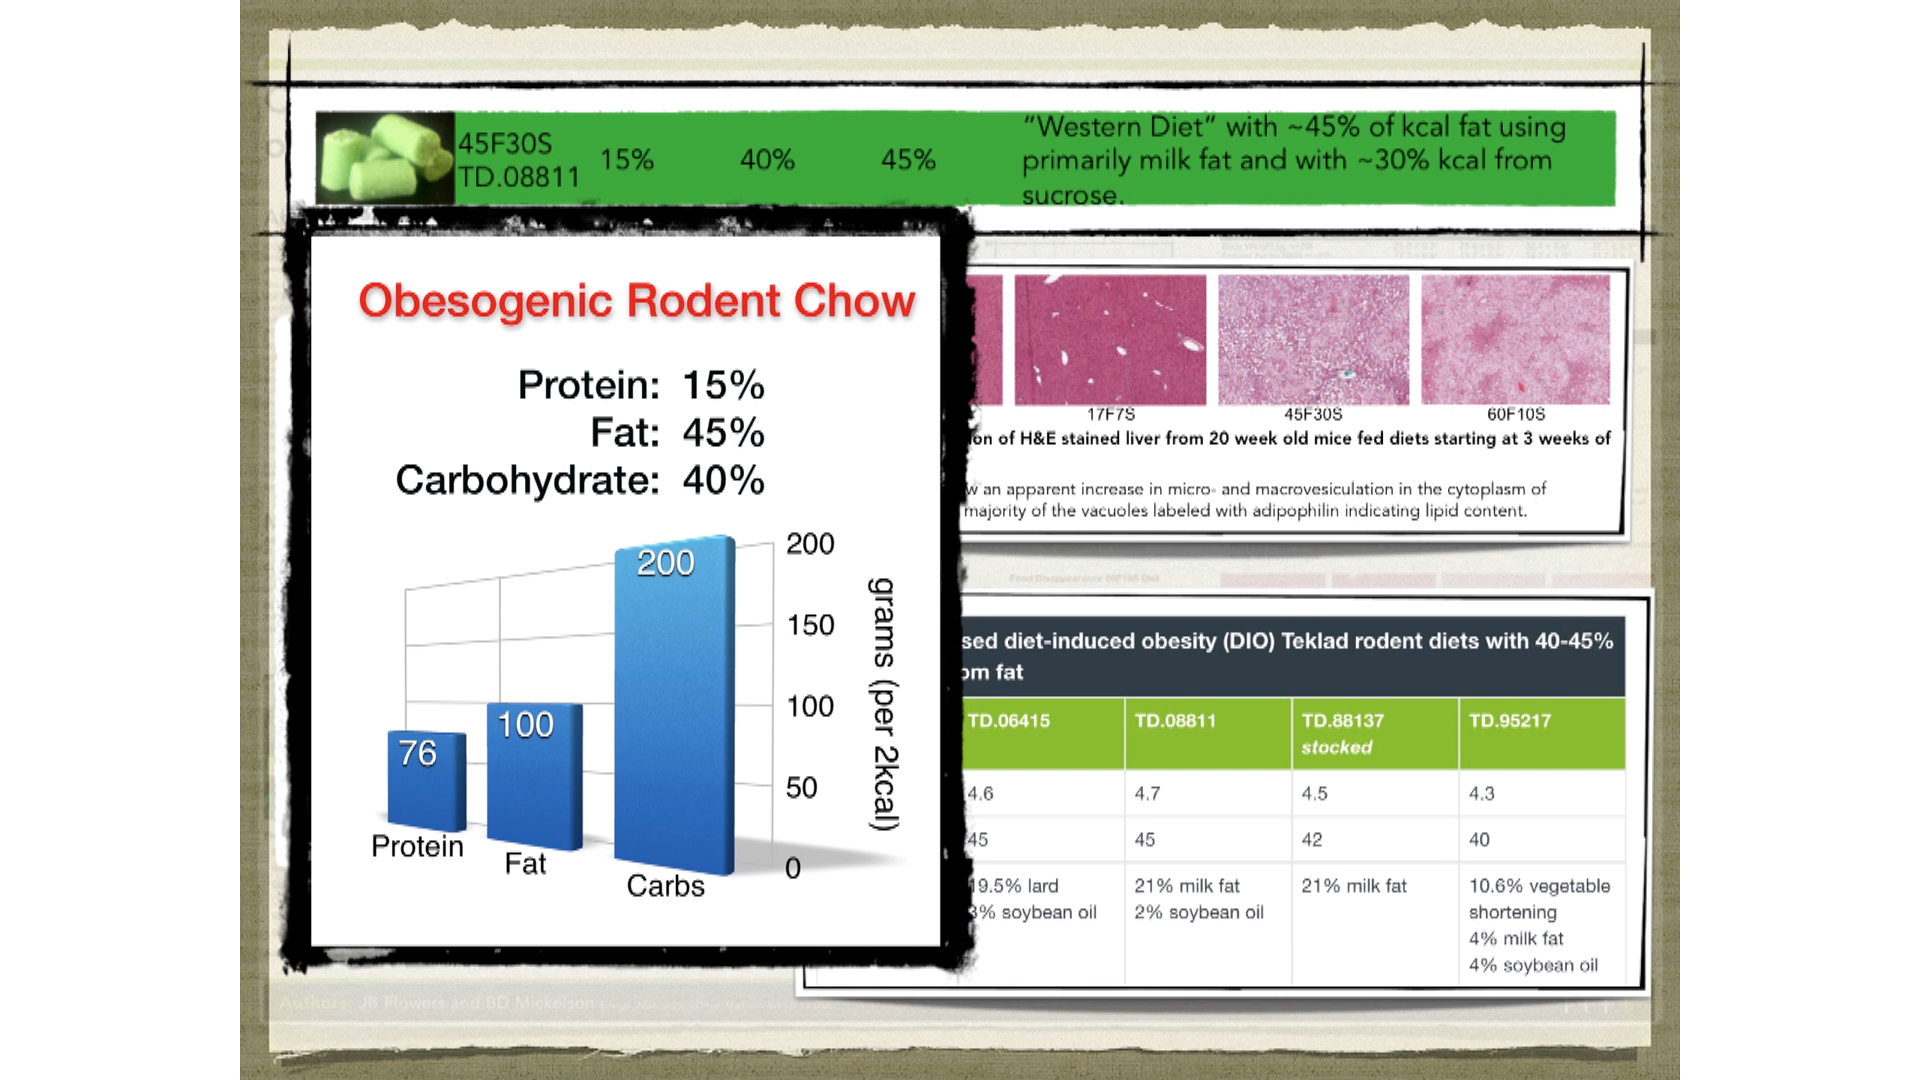 45F30S
TD.08811
15%
40%
45%
“Western Diet” with ~45% of kcal fat using
primarily milk fat and with ~30% kcal from
sucrose.
Obesogenic Rodent Chow
Protein: 15%
Fat: 45%
Carbohydrate: 40%
200
150
100
50
0
grams (per 2kcal)
76
100
200
Protein
Fat
Carbs
17F7S
45F30S
60F10S
of H&E stained liver from 20 week old mice fed diets starting at 3 weeks of
an apparent increase in micro- and macrovesiculation in the cytoplasm of
majority of the vacuoles labeled with adipophilin indicating lipid content.
Food Disappearance 60F10S Diet
diet-induced obesity (DIO) Teklad rodent diets with 40-45%
fat
TD.06415
TD.08811
TD.88137
stocked
TD.95217
4.6
4.7
4.5
4.3
45
45
42
40
19.5% lard
3% soybean oil
21% milk fat
2% soybean oil
21% milk fat
10.6% vegetable
shortening
4% milk fat
4% soybean oil
Authors: JB Flowers and BD Mickelson